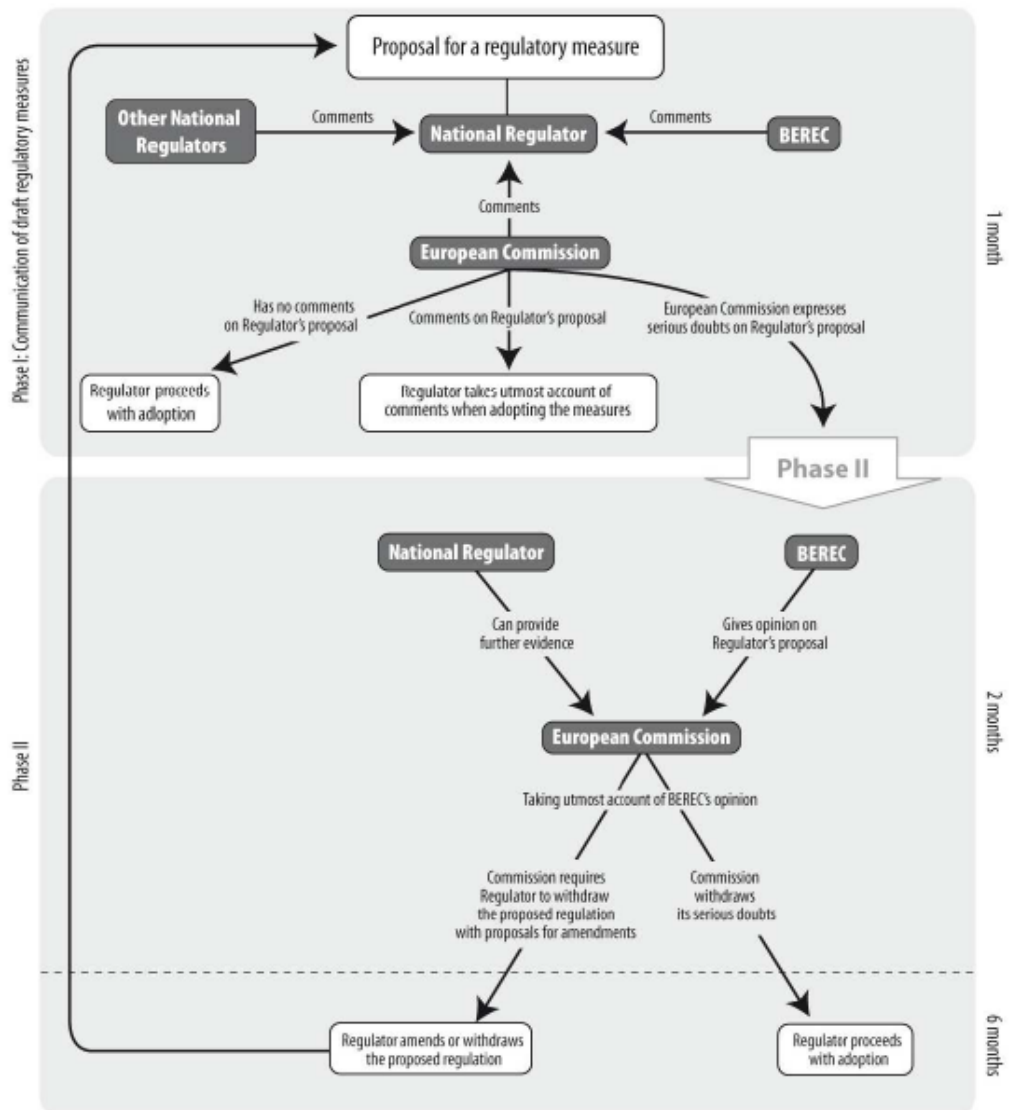 Phase I: Communication of draft regulatory measures
Proposal for a regulatory measure
Other National
Regulators
Comments
National Regulator
Comments
BEREC
Comments
1 month
European Commission
Has no comments
on Regulator's proposal
Comments on Regulator's proposal
European Commission expresses
serious doubts on Regulator's proposal
Regulator proceeds
with adoption
Regulator takes utmost account of
comments when adopting the measures
Phase II
Phase II
National Regulator
BEREC
Can provide
further evidence
Gives opinion on
Regulator's proposal
2 months
European Commission
Taking utmost account of BEREC's opinion
Commission requires
Regulator to withdraw
the proposed regulation
with proposals for amendments
Commission
withdraws
its serious doubts
6 months
Regulator amends or withdraws
the proposed regulation
Regulator proceeds
with adoption